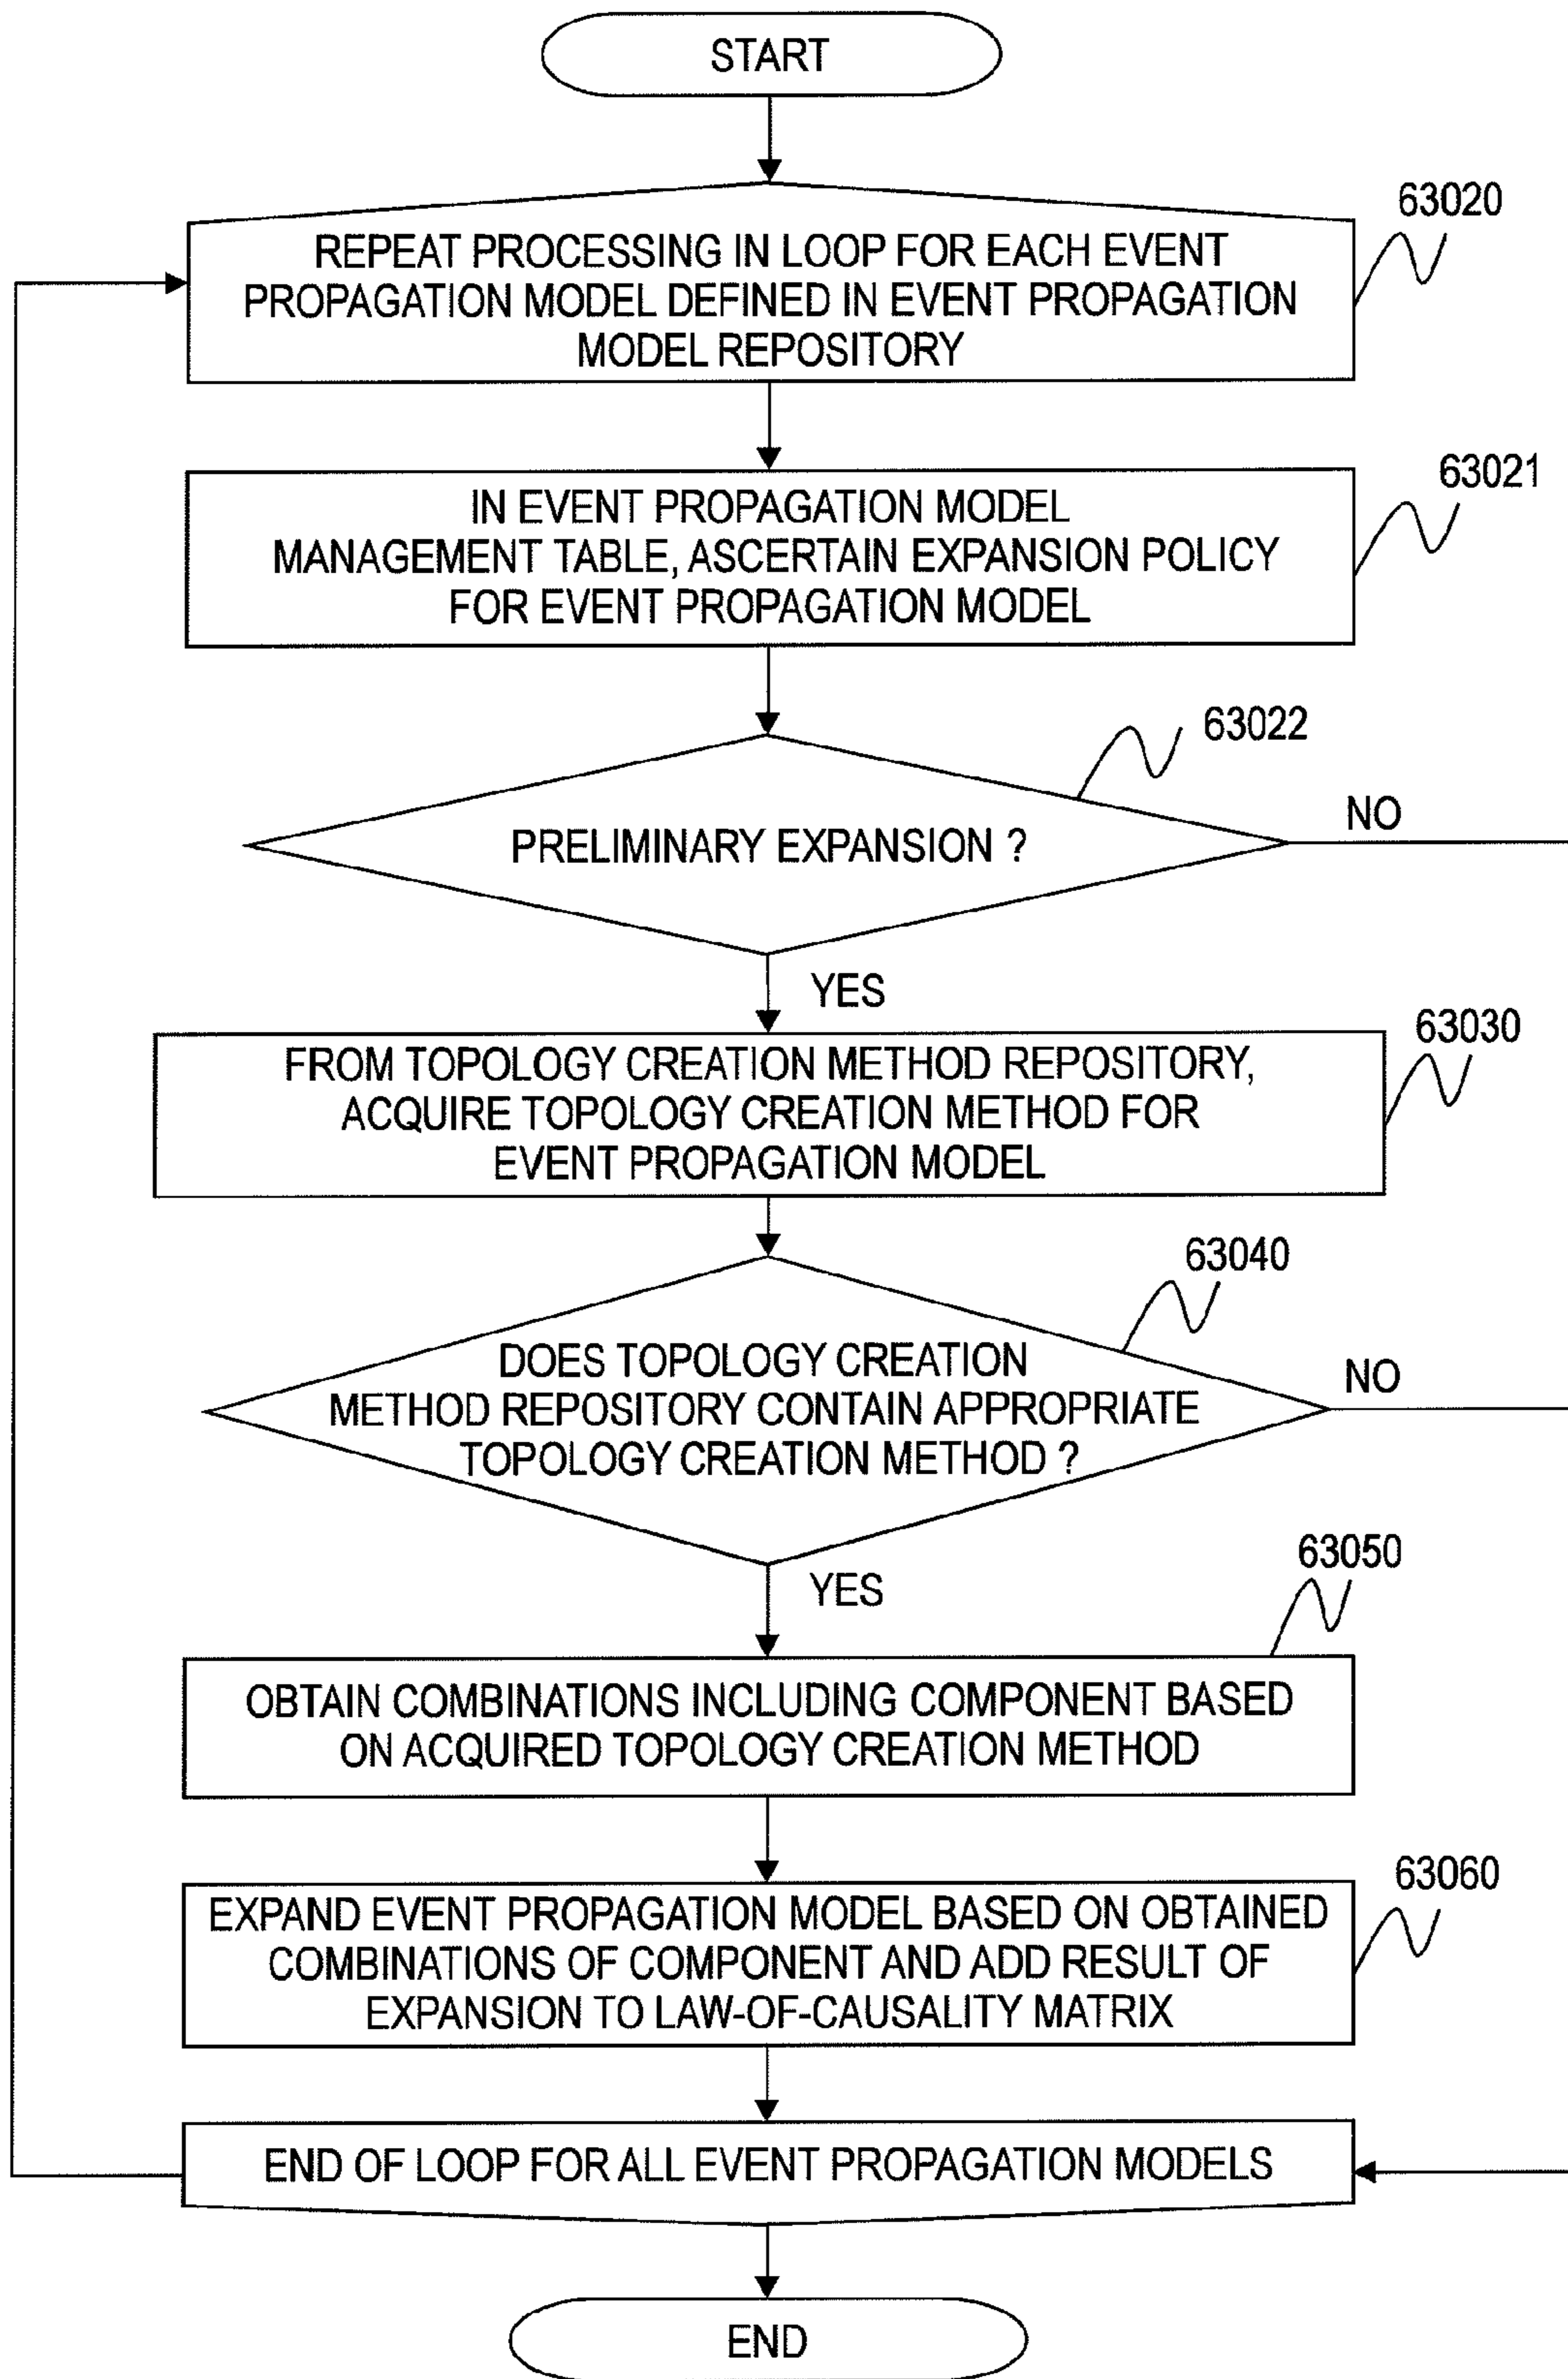 START
63020
REPEAT PROCESSING IN LOOP FOR EACH EVENT
PROPAGATION MODEL DEFINED IN EVENT PROPAGATION
MODEL REPOSITORY
63021
IN EVENT PROPAGATION MODEL
MANAGEMENT TABLE, ASCERTAIN EXPANSION POLICY
FOR EVENT PROPAGATION MODEL
63022
NO
PRELIMINARY EXPANSION ?
YES
63030
FROM TOPOLOGY CREATION METHOD REPOSITORY,
ACQUIRE TOPOLOGY CREATION METHOD FOR
EVENT PROPAGATION MODEL
63040
DOES TOPOLOGY CREATION
NO
METHOD REPOSITORY CONTAIN APPROPRIATE
TOPOLOGY CREATION METHOD ?
63050
YES
OBTAIN COMBINATIONS INCLUDING COMPONENT BASED
ON ACQUIRED TOPOLOGY CREATION METHOD
63060
EXPAND EVENT PROPAGATION MODEL BASED ON OBTAINED
COMBINATIONS OF COMPONENT AND ADD RESULT OF
EXPANSION TO LAW-OF-CAUSALITY MATRIX
END OF LOOP FOR ALL EVENT PROPAGATION MODELS
END